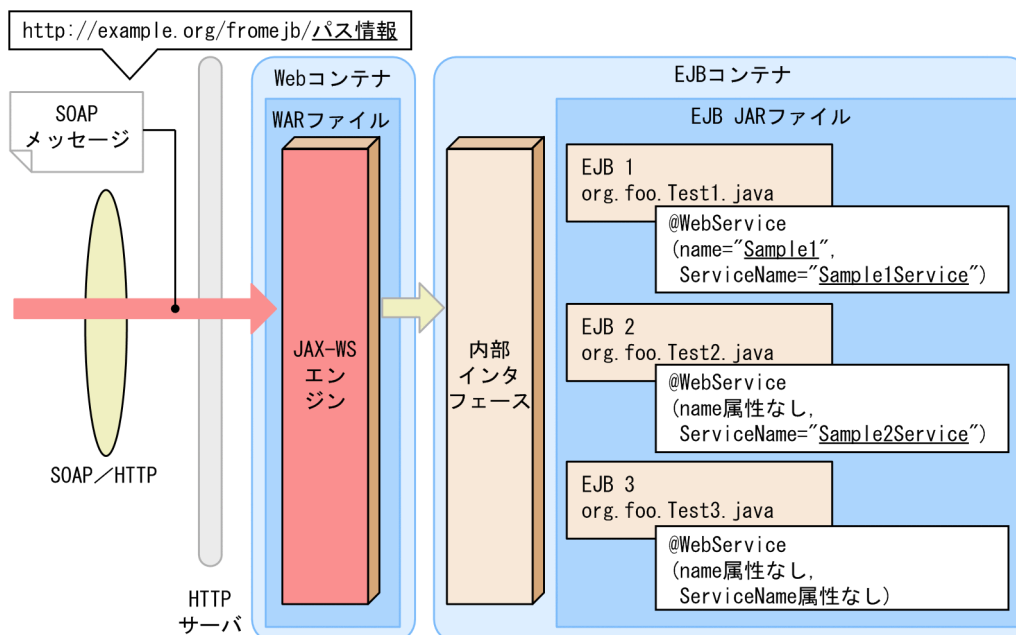 http://example.org/fromejb/パス情報
SOAP
メッセージ
SOAP／HTTP
HTTP
サーバ
Webコンテナ
WARファイル
JAX-WS
エン
ジン
EJBコンテナ
内部
インタ
フェース
EJB JARファイル
EJB 1
org.foo.Test1.java
@WebService
(name="Sample1",
ServiceName="Sample1Service")
EJB 2
org.foo.Test2.java
@WebService
(name属性なし,
ServiceName="Sample2Service")
EJB 3
org.foo.Test3.java
@WebService
(name属性なし,
ServiceName属性なし)